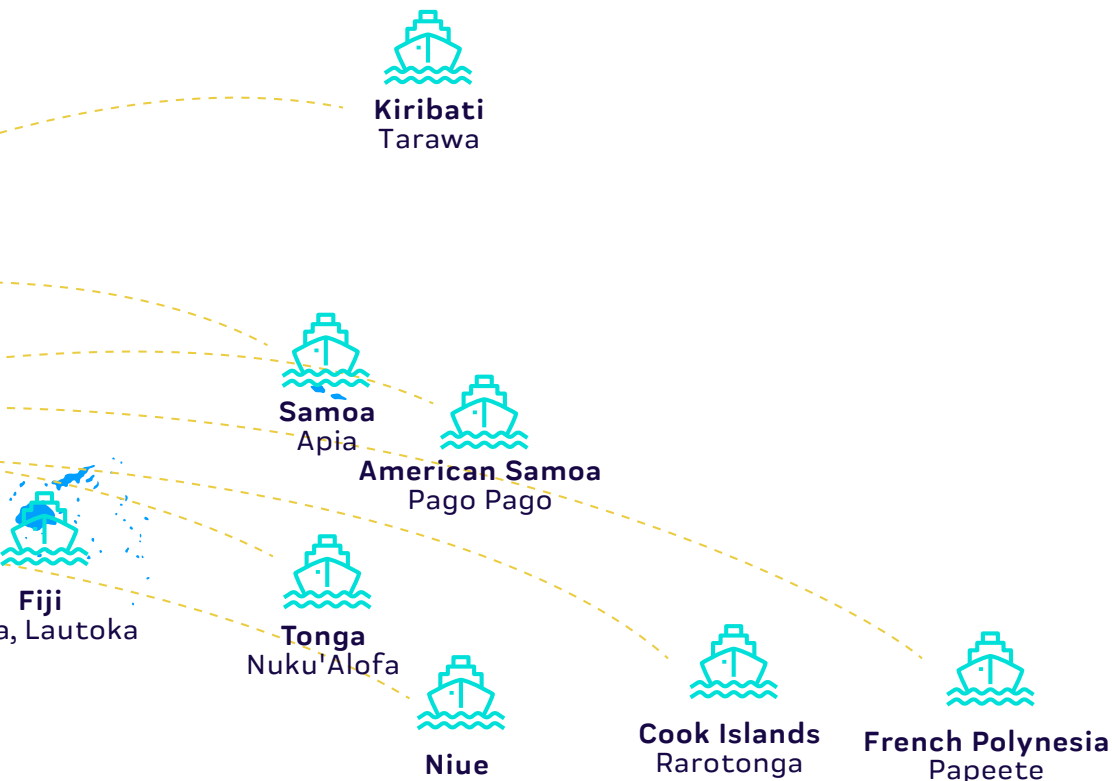 Kiribati
Tarawa
Samoa
Apia
American Samoa
Pago Pago
Fiji
a, Lautoka
Tonga
Nuku'Alofa
Niue
Cook Islands
Rarotonga
French Polynesia
Papeete